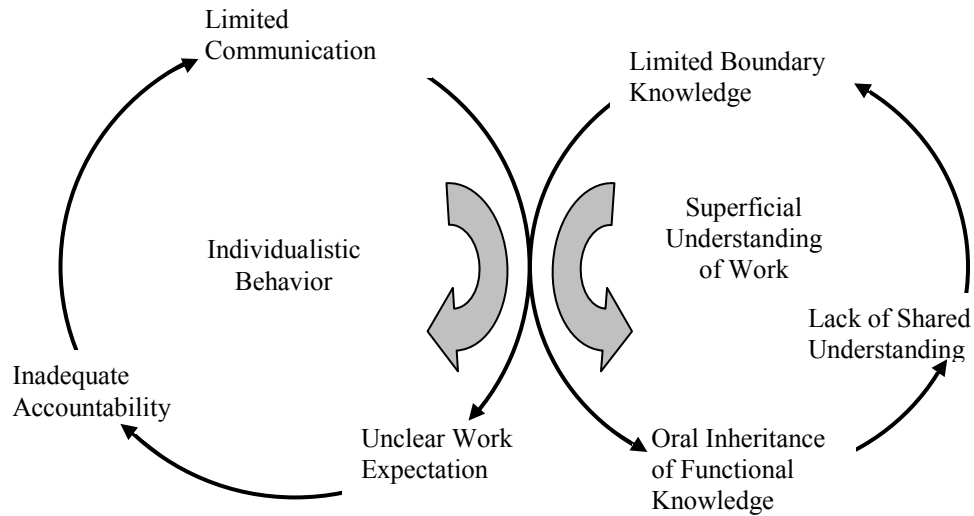 Limited
Communication
Limited Boundary
Knowledge
Individualistic
Behavior
Superficial
Understanding
of Work
Inadequate
Accountability
Lack of Shared
Understanding
Unclear Work
Expectation
Oral Inheritance
of Functional
Knowledge